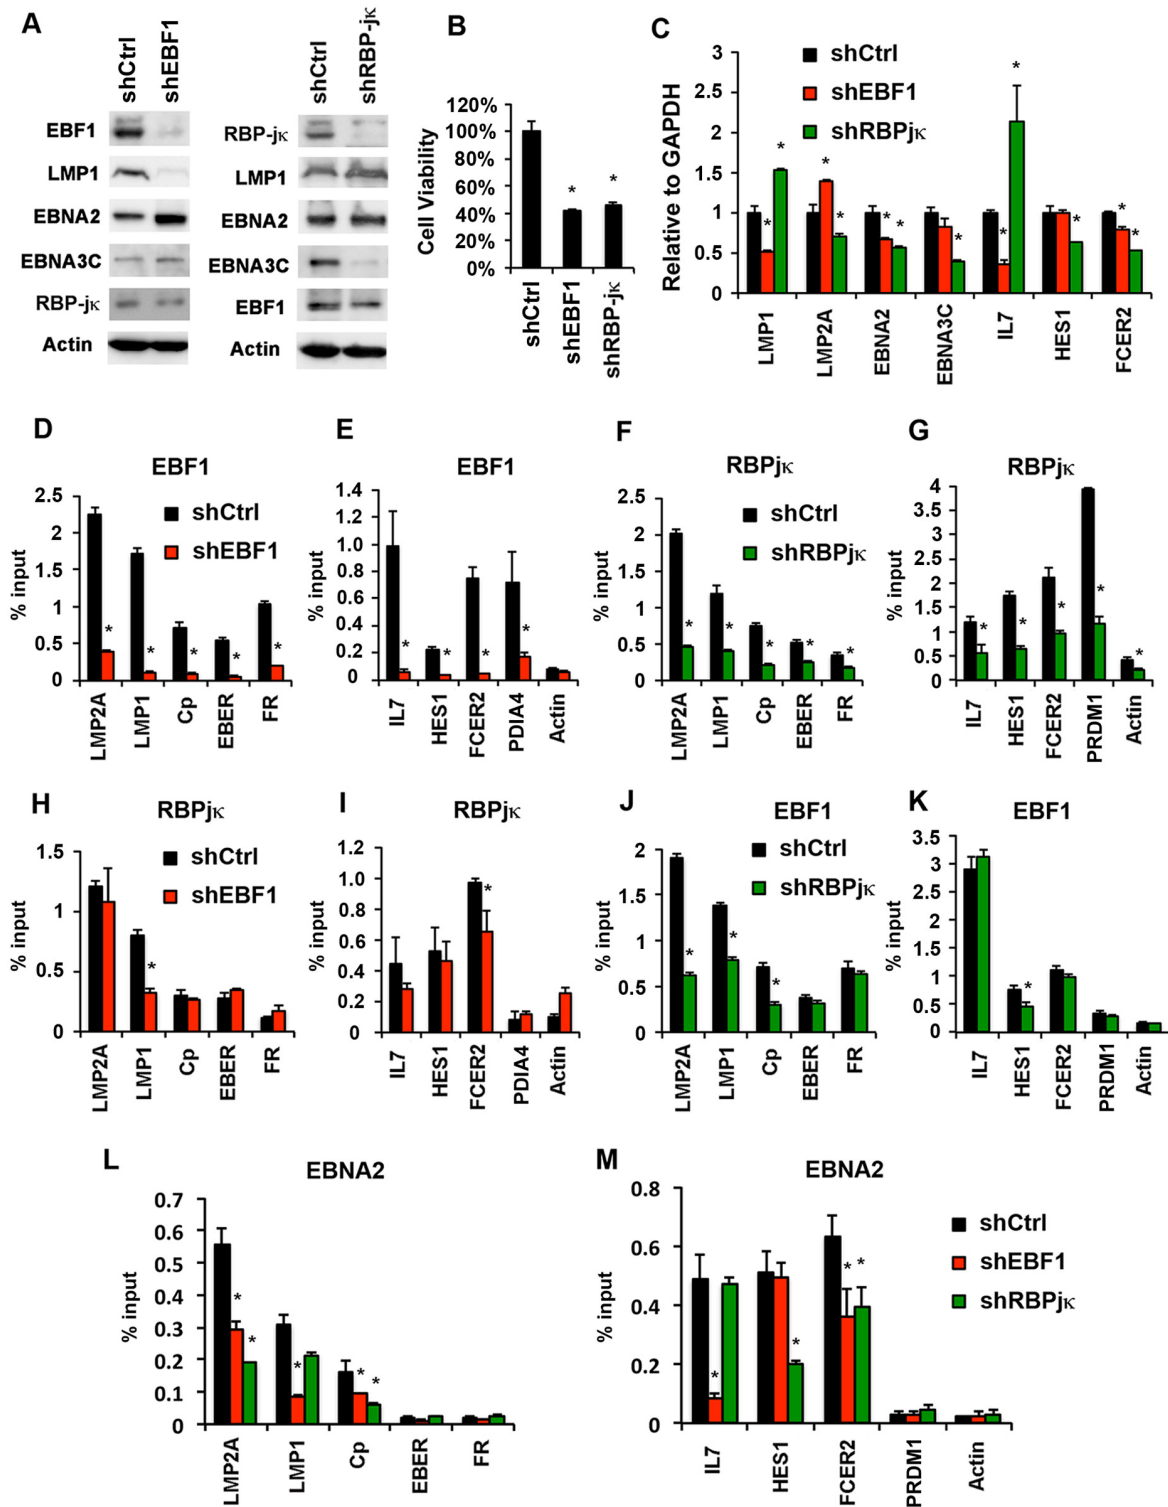 A
shCtrl
shEBF1
EBF1
LMP1
EBNA2
EBNA3C
RBP-jκ
Actin
shCtrl
shRBP-jκ
RBP-jκ
LMP1
EBNA2
EBNA3C
EBF1
Actin
B
Cell Viability
120%
100%
80%
60%
40%
20%
0%
* *
shCtrl
shEBF1
shRBP-jκ
C
Relative to GAPDH
3
2.5
2
1.5
1
0.5
0
shCtrl
shEBF1
shRBPjκ
* * * * * * * * * * * *
LMP1
LMP2A
EBNA2
EBNA3C
IL7
HES1
FCER2
D
EBF1
% input
2.5
2
1.5
1
0.5
0
shCtrl
shEBF1
* * * * *
LMP2A
LMP1
Cp
EBER
FR
E
EBF1
% input
1.4
1.2
1.0
0.8
0.6
0.4
0.2
0
* * * *
IL7
HES1
FCER2
PDIA4
Actin
F
RBPjκ
% input
2.5
2
1.5
1
0.5
0
shCtrl
shRBPjκ
* * * * *
LMP2A
LMP1
Cp
EBER
FR
G
RBPjκ
% input
4
3.5
3
2.5
2
1.5
1
0.5
0
* * * * *
IL7
HES1
FCER2
PRDM1
Actin
H
RBPjκ
% input
1.5
1
0.5
0
shCtrl
shEBF1
*
LMP2A
LMP1
Cp
EBER
FR
I
RBPjκ
% input
1.2
1.0
0.8
0.6
0.4
0.2
0
*
IL7
HES1
FCER2
PDIA4
Actin
J
EBF1
% input
2
1.5
1
0.5
0
shCtrl
shRBPjκ
* * *
LMP2A
LMP1
Cp
EBER
FR
K
EBF1
% input
3.5
3
2.5
2
1.5
1
0.5
0
*
IL7
HES1
FCER2
PRDM1
Actin
L
EBNA2
% input
0.7
0.6
0.5
0.4
0.3
0.2
0.1
0
* * * * *
LMP2A
LMP1
Cp
EBER
FR
M
EBNA2
% input
0.8
0.6
0.4
0.2
0
* * * *
shCtrl
shEBF1
shRBPjκ
IL7
HES1
FCER2
PRDM1
Actin